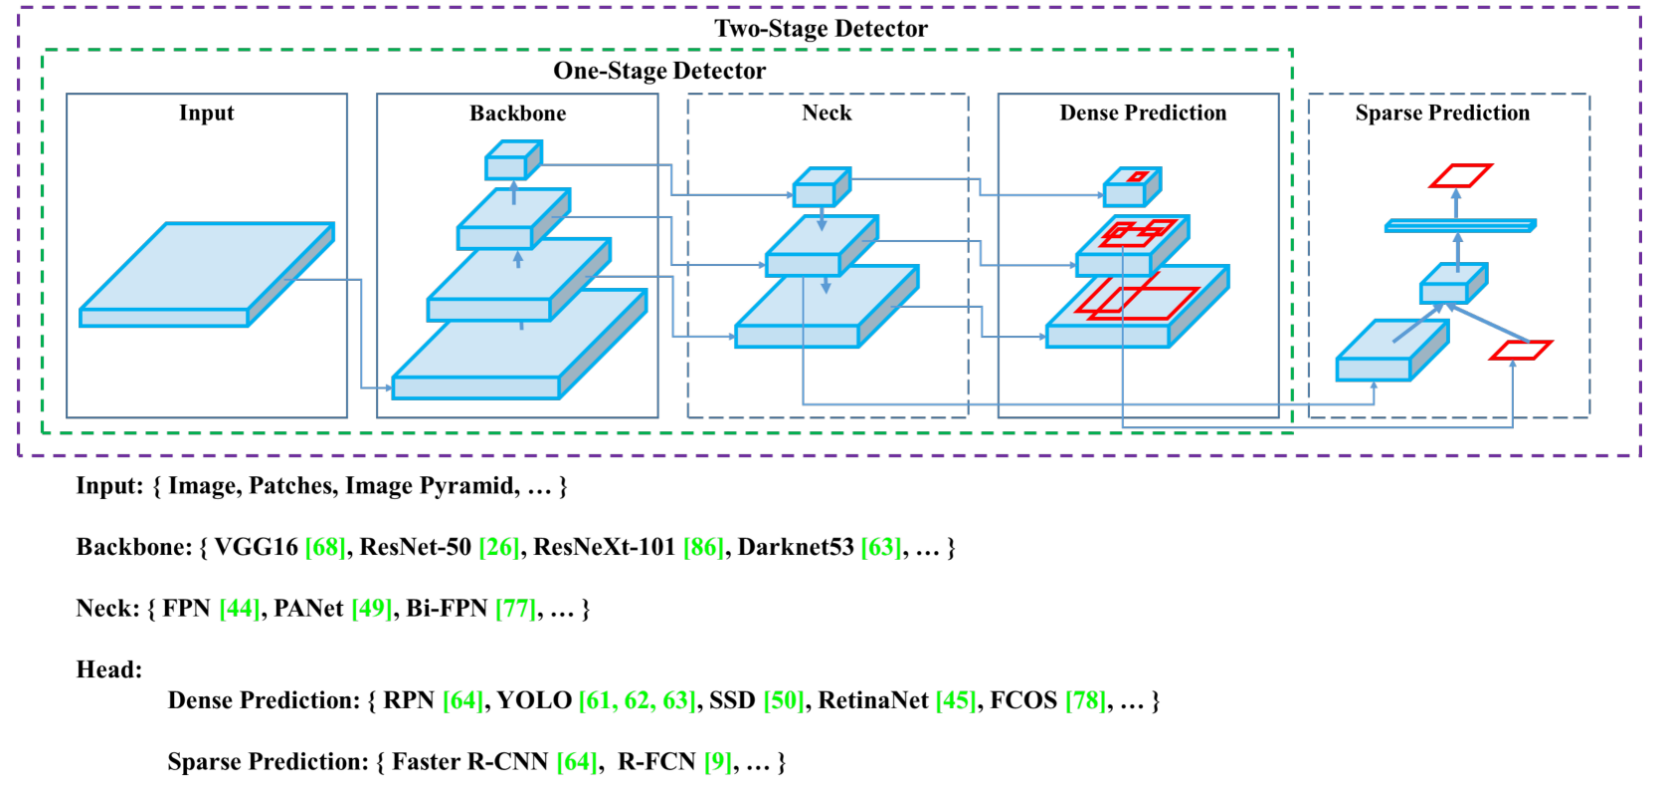 Two-Stage Detector
One-Stage Detector
Input
Backbone
Neck
Dense Prediction
Sparse Prediction
Input: { Image, Patches, Image Pyramid, … }
Backbone: { VGG16 [68], ResNet-50 [26], ResNeXt-101 [86], Darknet53 [63], … }
Neck: { FPN [44], PANet [49], Bi-FPN [77], … }
Head:
Dense Prediction: { RPN [64], YOLO [61, 62, 63], SSD [50], RetinaNet [45], FCOS [78], … }
Sparse Prediction: { Faster R-CNN [64], R-FCN [9], … }